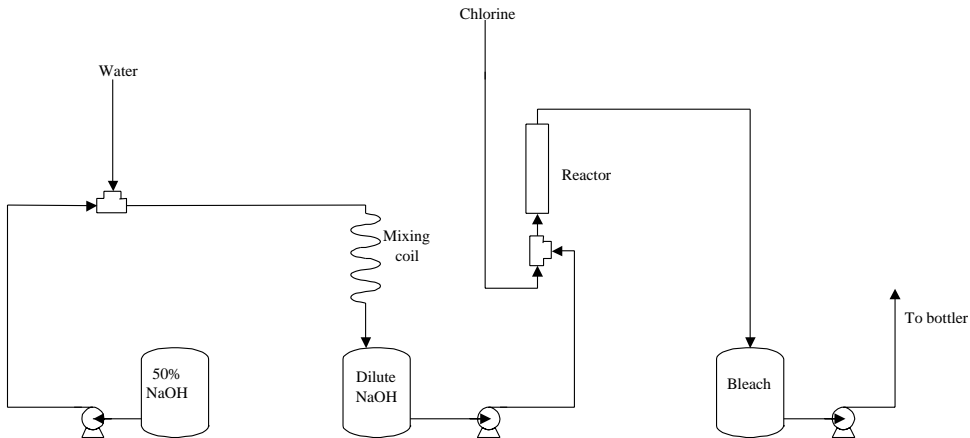 Chlorine
Water
Reactor
Mixing
coil
To bottler
50%
NaOH
Dilute
NaOH
Bleach